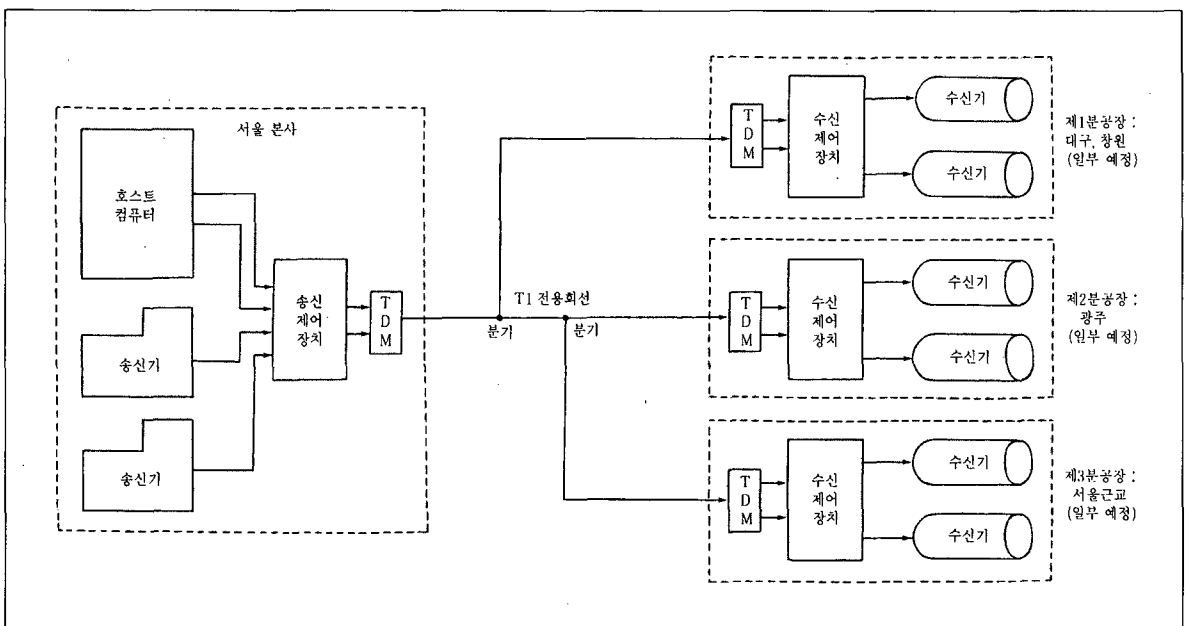 서울 본사
호스트
컴퓨터
송신기
송신기
송신
제어
장치
T
D
M
T1 전용회선
분기
분기
T
D
M
수신
제어
장치
수신기
수신기
제1분공장 :
대구, 창원
(일부 예정)
T
D
M
수신
제어
장치
수신기
수신기
제2분공장 :
광주
(일부 예정)
T
D
M
수신
제어
장치
수신기
수신기
제3분공장 :
서울근교
(일부 예정)